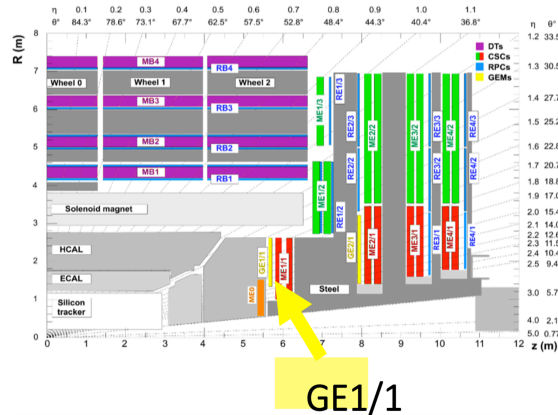 η 0.1 0.2 0.3 0.4 0.5 0.6 0.7 0.8 0.9 1.0 1.1 η θ°
θ° 84.3° 78.6° 73.1° 67.7° 62.5° 57.5° 52.8° 48.4° 44.3° 40.4° 36.8°
R (m)
8
7
6
5
4
3
2
1
0
MB4
RB4
Wheel 0
Wheel 1
Wheel 2
MB3
RB3
MB2
RB2
MB1
RB1
Solenoid magnet
HCAL
ECAL
Silicon
tracker
ME0
GE1/1
ME1/1
ME1/2
ME1/3
RE1/3
RE1/2
RE2/3
RE2/2
GE2/1
ME2/2
ME2/1
ME3/2
ME3/1
RE3/3
RE3/2
RE3/1
ME4/2
ME4/1
RE4/3
RE4/2
RE4/1
Steel
DTs
CSCs
RPCs
GEMs
1.2 33.5
1.3 30.5
1.4 27.7
1.5 25.2
1.6 22.8
1.7 20.7
1.8 18.8
1.9 17.0
2.0 15.4
2.1 14.0
2.2 12.6
2.3 11.5
2.4 10.4
2.5 9.4
3.0 5.7
4.0 2.1
5.0 0.77
0 1 2 3 4 5 6 7 8 9 10 11 12 z (m)
GE1/1